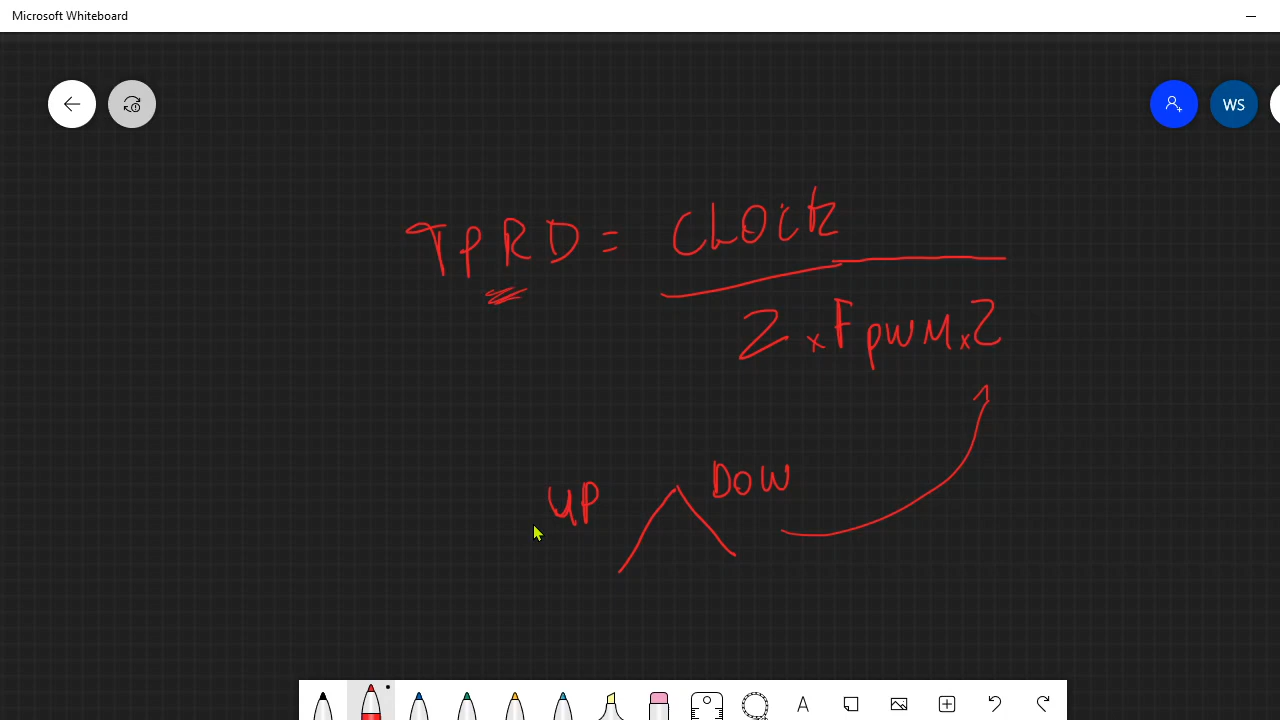 Microsoft Whiteboard
WS
TPRD = CLOCK
2 x Fpwm x 2
UP
DOW
A